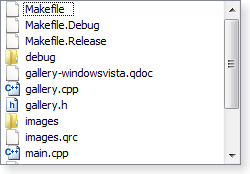 Makefile
Makefile.Debug
Makefile.Release
debug
gallery-windowsvista.qdoc
gallery.cpp
gallery.h
images
images.qrc
main.cpp